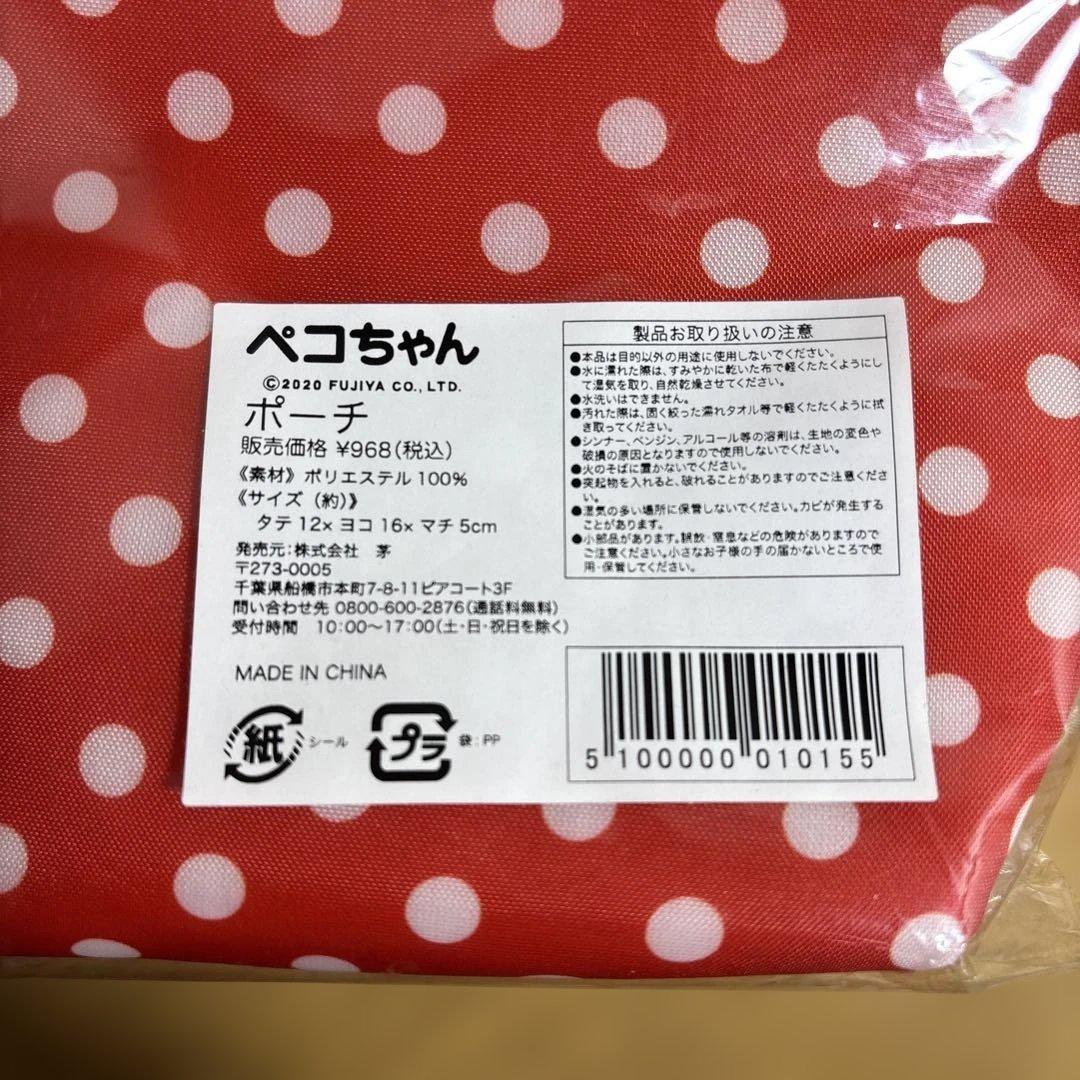 ペコちゃん
©2020 FUJIYA CO., LTD.
ポーチ
販売価格 ¥968(税込)
《素材》ポリエステル100%
《サイズ(約)》
タテ12×ヨコ16×マチ5cm
発売元:株式会社 茅
〒273-0005
千葉県船橋市本町7-8-11ピアコート3F
問い合わせ先 0800-600-2876(通話料無料)
受付時間 10:00〜17:00(土・日・祝日を除く)
MADE IN CHINA
紙 シール
プラ 袋:PP
製品お取り扱いの注意
●本品は目的以外の用途に使用しないでください。
●水に濡れた際は、すみやかに乾いた布で軽くたたくようにし
て湿気を取り、自然乾燥させてください。
●水洗いはできません。
●汚れた際は、固く絞った濡れタオル等で軽くたたくように拭
き取ってください。
●シンナー、ベンジン、アルコール等の溶剤は、生地の変色や
破損の原因となりますので使用しないでください。
●火のそばに置かないでください。
●突起物を入れると、破れることがありますのでご注意くださ
い。
●湿気の多い場所に保管しないでください。カビが発生する
ことがあります。
●小部品があります。誤飲・窒息などの危険がありますので
ご注意ください。小さなお子様の手の届かないところで使
用・保管してください。
5 100000 010155